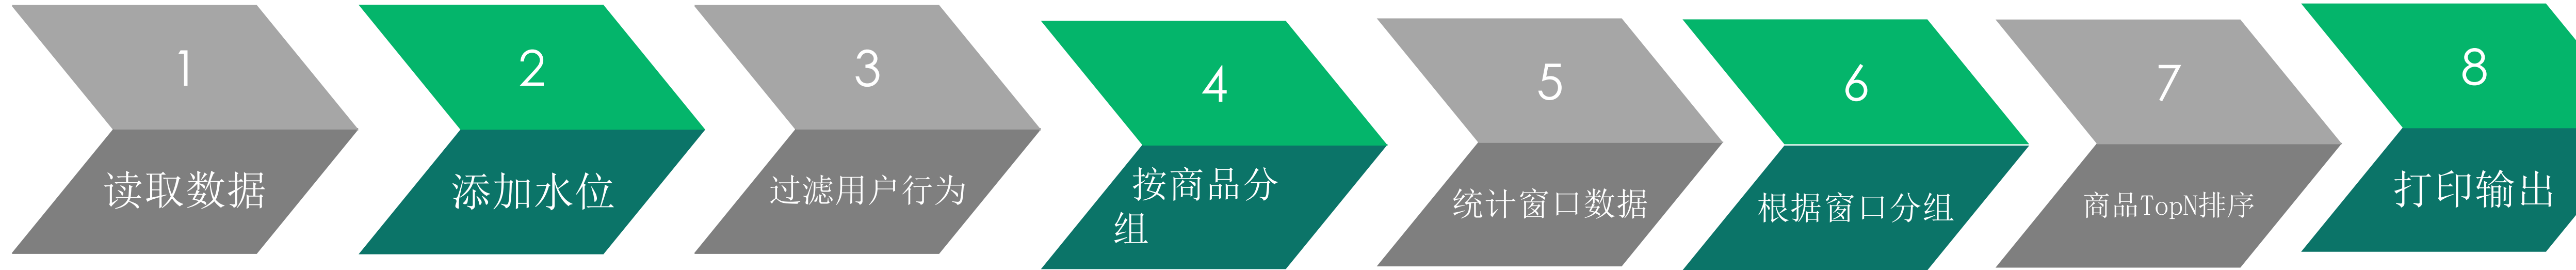 1
读取数据
2
添加水位
3
过滤用户行为
4
按商品分
组
5
统计窗口数据
6
根据窗口分组
7
商品TopN排序
8
打印输出